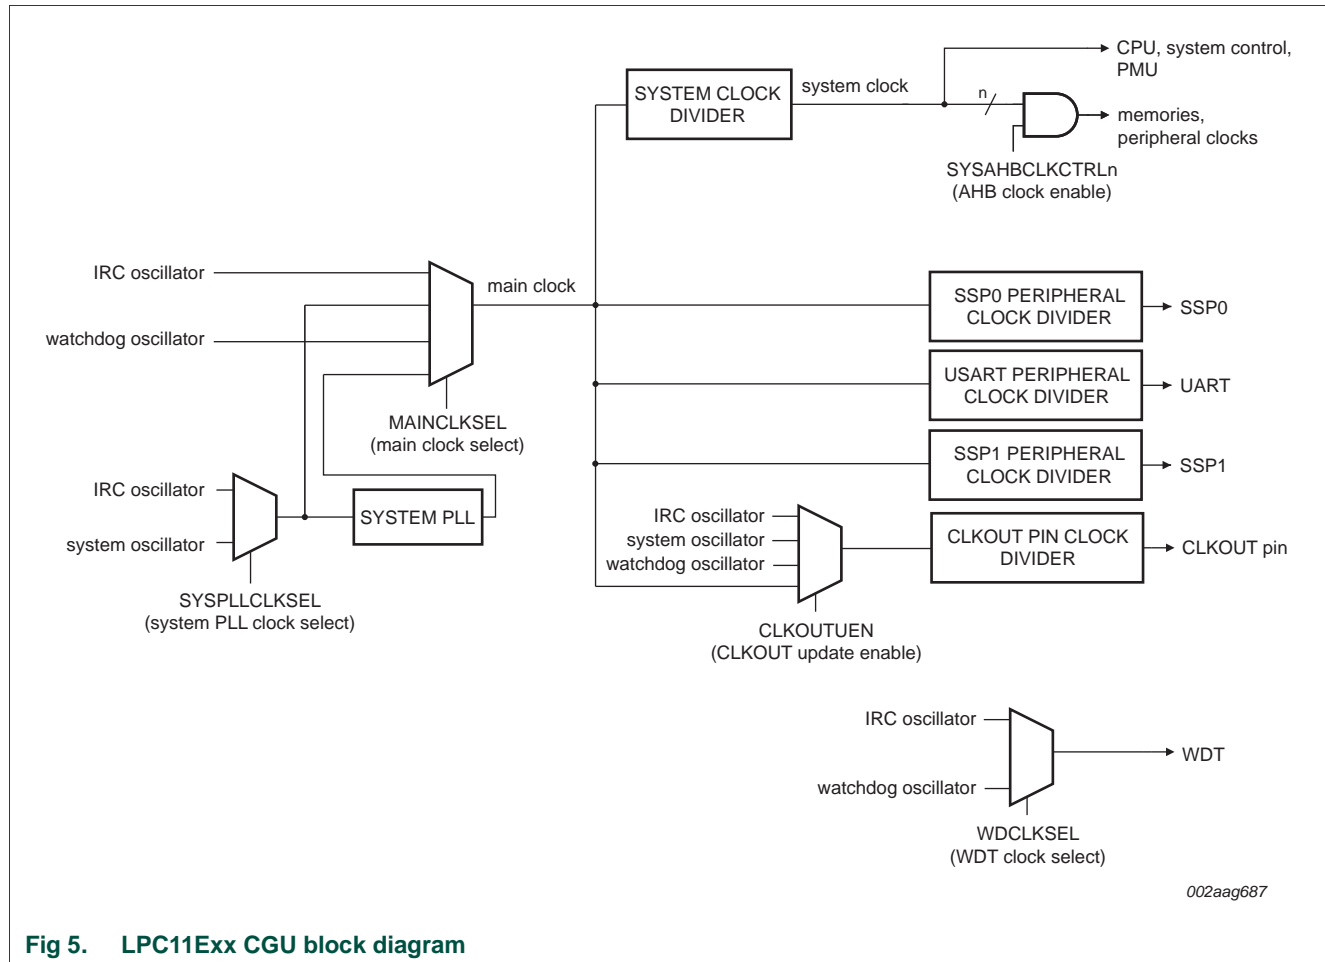 CPU, system control,
PMU
SYSTEM CLOCK
DIVIDER
system clock
n
memories,
peripheral clocks
SYSAHBCLKCTRLn
(AHB clock enable)
IRC oscillator
main clock
watchdog oscillator
MAINCLKSEL
(main clock select)
SSP0 PERIPHERAL
CLOCK DIVIDER
SSP0
USART PERIPHERAL
CLOCK DIVIDER
UART
SSP1 PERIPHERAL
CLOCK DIVIDER
SSP1
IRC oscillator
system oscillator
SYSTEM PLL
SYSPLLCLKSEL
(system PLL clock select)
IRC oscillator
system oscillator
watchdog oscillator
CLKOUT PIN CLOCK
DIVIDER
CLKOUT pin
CLKOUTUEN
(CLKOUT update enable)
IRC oscillator
WDT
watchdog oscillator
WDCLKSEL
(WDT clock select)
002aag687
Fig 5. LPC11Exx CGU block diagram